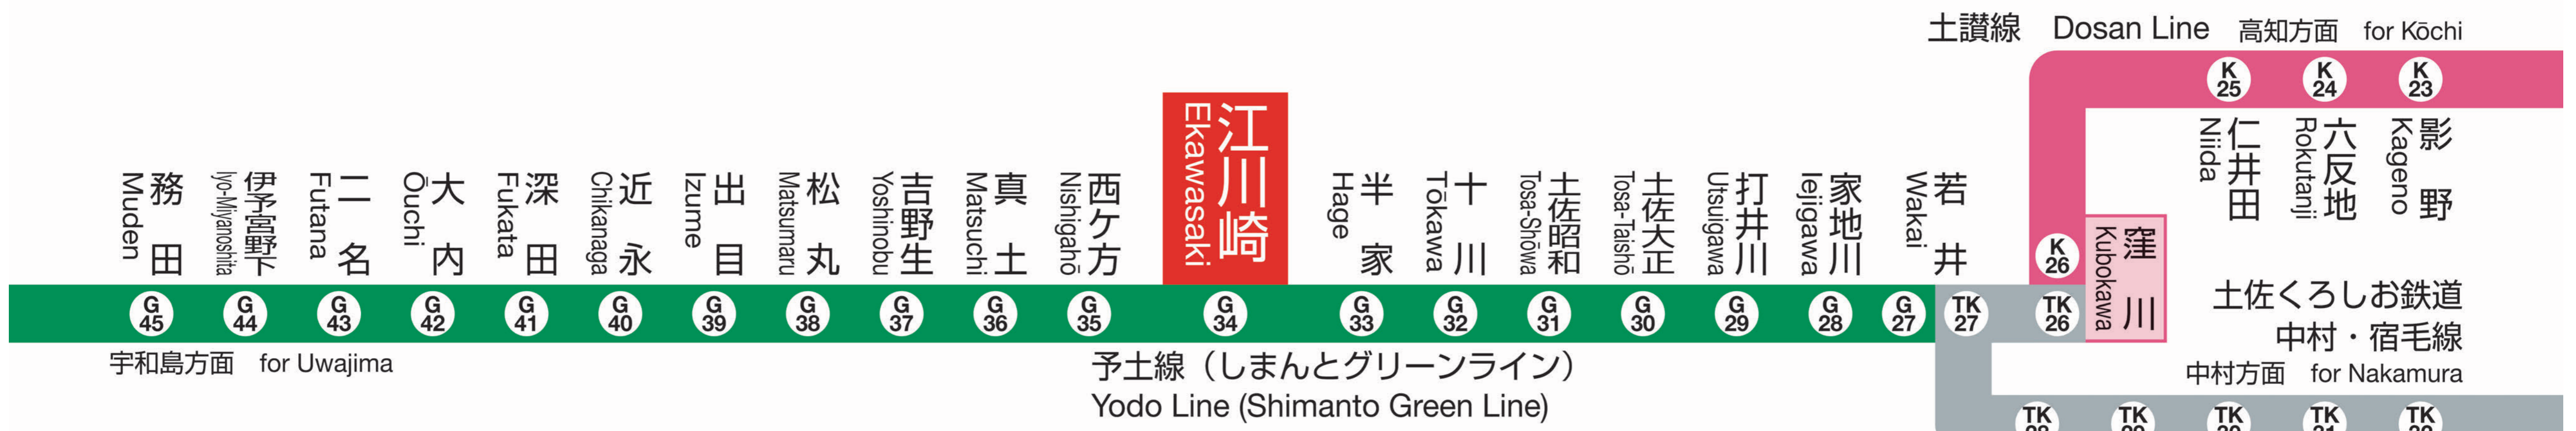 土讃線 Dosan Line 高知方面 for Kōchi
K 25
K 24
K 23
仁井田 Niida
六反地 Rokutanji
影野 Kageno
務田 Muden
伊予宮野下 Iyo-Miyanoshita
二名 Futana
大内 Ōuchi
深田 Fukata
近永 Chikanaga
出目 Izume
松丸 Matsumaru
吉野生 Yoshinobu
真土 Matsuchi
西ケ方 Nishigahō
江川崎 Ekawasaki
半家 Hage
十川 Tōkawa
土佐昭和 Tosa-Shōwa
土佐大正 Tosa-Taishō
打井川 Utsuigawa
家地川 Iejigawa
若井 Wakai
K 26
窪川 Kubokawa
G 45
G 44
G 43
G 42
G 41
G 40
G 39
G 38
G 37
G 36
G 35
G 34
G 33
G 32
G 31
G 30
G 29
G 28
G 27
TK 27
TK 26
土佐くろしお鉄道
中村・宿毛線
中村方面 for Nakamura
宇和島方面 for Uwajima
予土線（しまんとグリーンライン）
Yodo Line (Shimanto Green Line)
TK
TK
TK
TK
TK